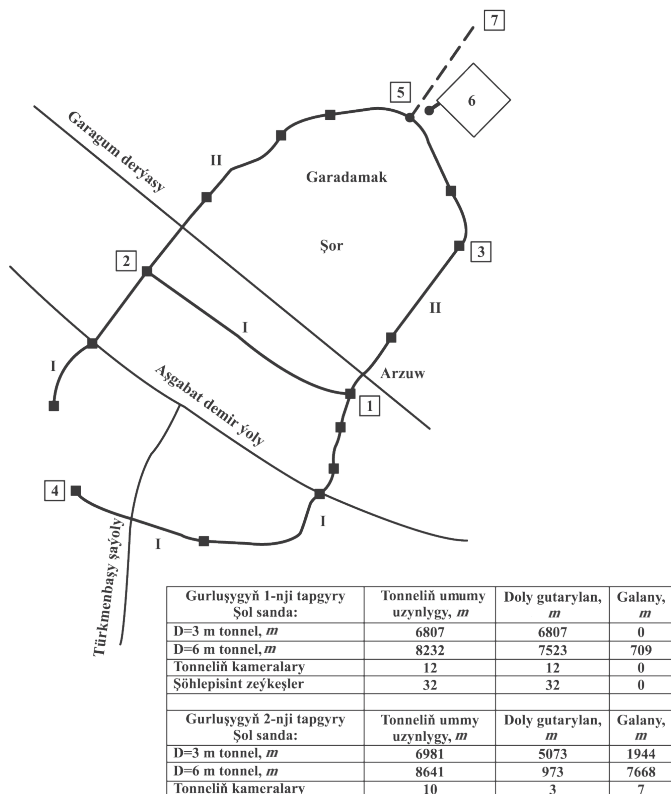 7
5
6
Garagum derýasy
II
Garadamak
Şor
2
3
II
I
I
Arzuw
Aşgabat demir ýoly
1
4
I
I
Türkmenbaşy şaýoly
Gurluşygyň 1-nji tapgyry Tonneliň umumy Doly gutarylan, Galany,
Şol sanda: uzynlygy, m m m
D=3 m tonnel, m 6807 6807 0
D=6 m tonnel, m 8232 7523 709
Tonneliň kameralary 12 12 0
Şöhlepisint zeýkeşler 32 32 0
Gurluşygyň 2-nji tapgyry Tonneliň ummy Doly gutarylan, Galany,
Şol sanda: uzynlygy, m m m
D=3 m tonnel, m 6981 5073 1944
D=6 m tonnel, m 8641 973 7668
Tonneliň kameralary 10 3 7